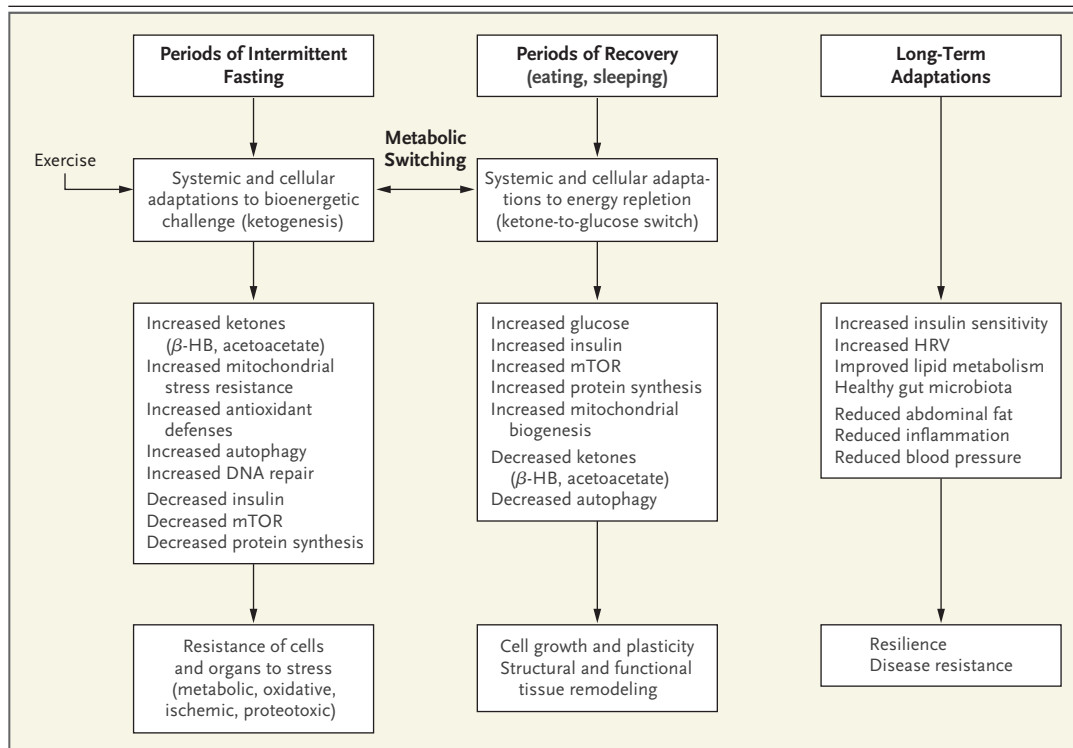 Periods of Intermittent
Fasting
Exercise
Systemic and cellular
adaptations to bioenergetic
challenge (ketogenesis)
Increased ketones
(β-HB, acetoacetate)
Increased mitochondrial
stress resistance
Increased antioxidant
defenses
Increased autophagy
Increased DNA repair
Decreased insulin
Decreased mTOR
Decreased protein synthesis
Resistance of cells
and organs to stress
(metabolic, oxidative,
ischemic, proteotoxic)
Metabolic
Switching
Periods of Recovery
(eating, sleeping)
Systemic and cellular adapta-
tions to energy repletion
(ketone-to-glucose switch)
Increased glucose
Increased insulin
Increased mTOR
Increased protein synthesis
Increased mitochondrial
biogenesis
Decreased ketones
(β-HB, acetoacetate)
Decreased autophagy
Cell growth and plasticity
Structural and functional
tissue remodeling
Long-Term
Adaptations
Increased insulin sensitivity
Increased HRV
Improved lipid metabolism
Healthy gut microbiota
Reduced abdominal fat
Reduced inflammation
Reduced blood pressure
Resilience
Disease resistance